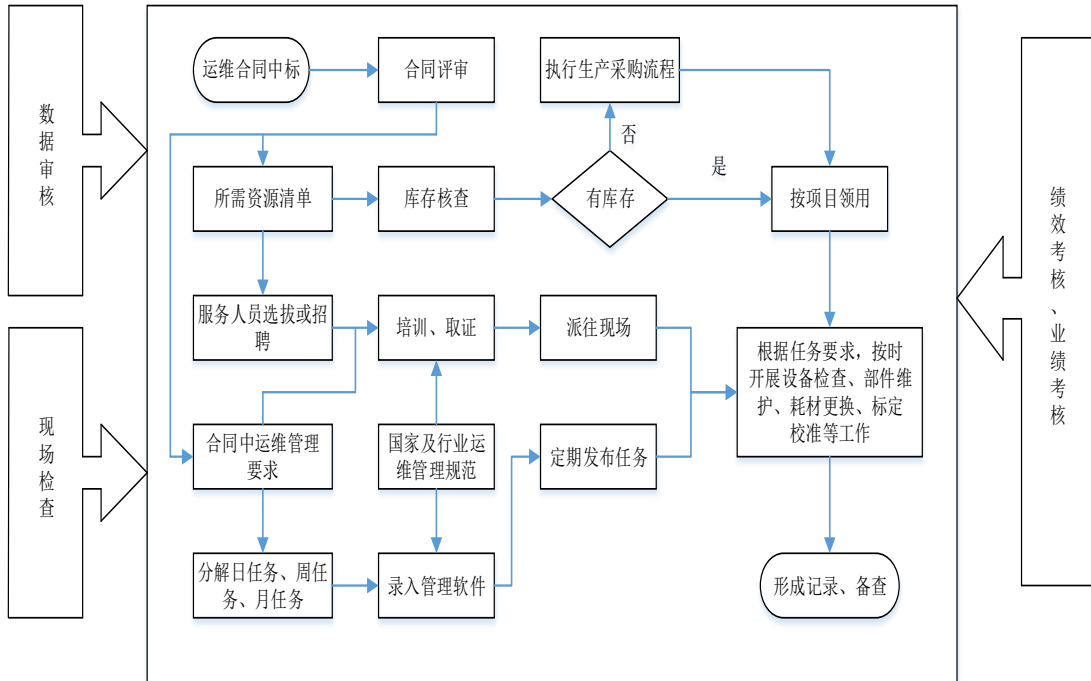 数据审核
现场检查
运维合同中标
合同评审
执行生产采购流程
否
是
所需资源清单
库存核查
有库存
按项目领用
服务人员选拔或招
聘
培训、取证
派往现场
根据任务要求，按时
开展设备检查、部件维
护、耗材更换、标定
校准等工作
合同中运维管理
要求
国家及行业运
维管理规范
定期发布任务
分解日任务、周任
务、月任务
录入管理软件
形成记录、备查
绩效考核、业绩考核